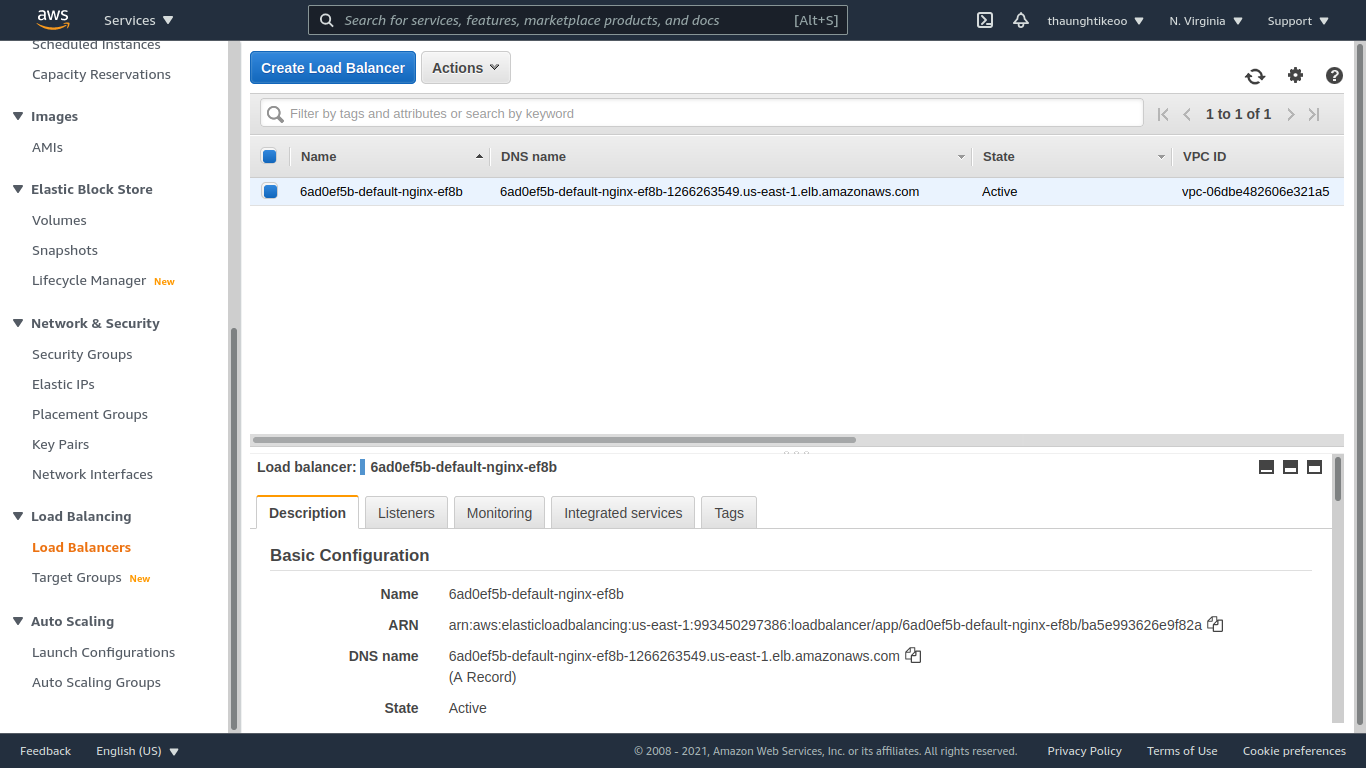 aws
Services
Search for services, features, marketplace products, and docs
[Alt+S]
thaunghtikeoo
N. Virginia
Support
Scheduled Instances
Capacity Reservations
Images
AMIs
Elastic Block Store
Volumes
Snapshots
Lifecycle Manager New
Network & Security
Security Groups
Elastic IPs
Placement Groups
Key Pairs
Network Interfaces
Load Balancing
Load Balancers
Target Groups New
Auto Scaling
Launch Configurations
Auto Scaling Groups
Create Load Balancer
Actions
Filter by tags and attributes or search by keyword
1 to 1 of 1
Name DNS name State VPC ID
6ad0ef5b-default-nginx-ef8b 6ad0ef5b-default-nginx-ef8b-1266263549.us-east-1.elb.amazonaws.com Active vpc-06dbe482606e321a5
Load balancer: 6ad0ef5b-default-nginx-ef8b
Description Listeners Monitoring Integrated services Tags
Basic Configuration
Name 6ad0ef5b-default-nginx-ef8b
ARN arn:aws:elasticloadbalancing:us-east-1:993450297386:loadbalancer/app/6ad0ef5b-default-nginx-ef8b/ba5e993626e9f82a
DNS name 6ad0ef5b-default-nginx-ef8b-1266263549.us-east-1.elb.amazonaws.com
(A Record)
State Active
Feedback
English (US)
© 2008 - 2021, Amazon Web Services, Inc. or its affiliates. All rights reserved.
Privacy Policy
Terms of Use
Cookie preferences